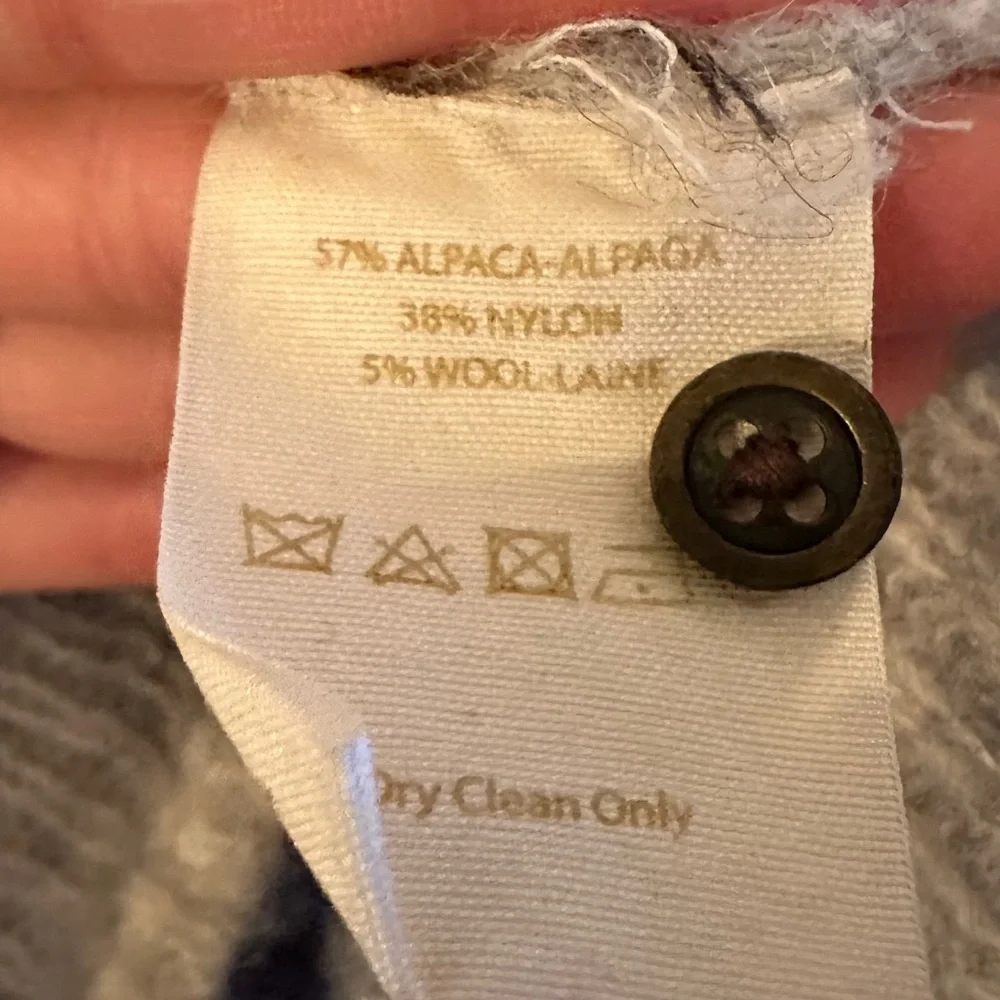 57% ALPACA-ALPAGA
38% NYLON
5% WOOL-LAINE
Dry Clean Only